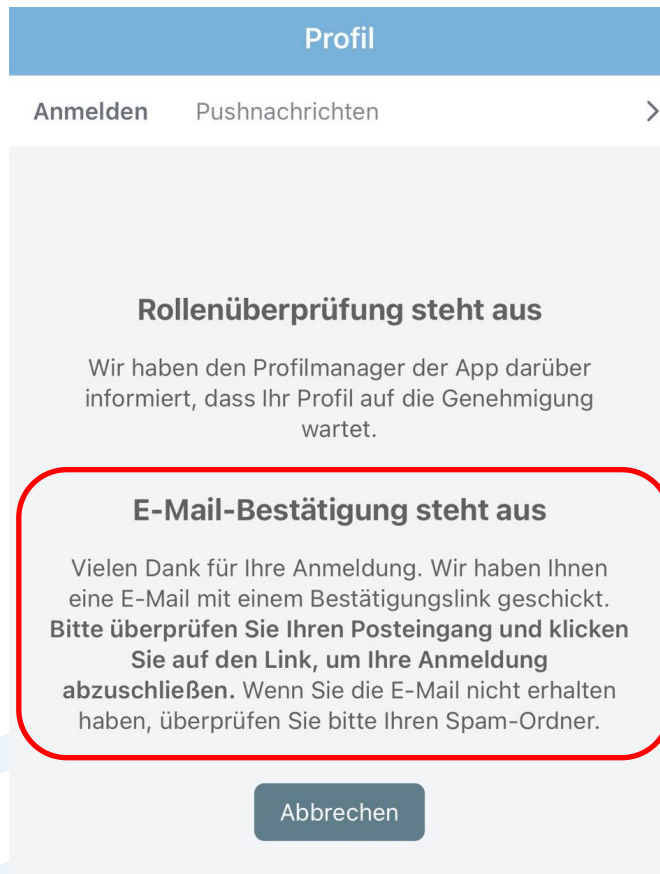 Profil
Anmelden Pushnachrichten
Rollenüberprüfung steht aus
Wir haben den Profilmanager der App darüber
informiert, dass Ihr Profil auf die Genehmigung
wartet.
E-Mail-Bestätigung steht aus
Vielen Dank für Ihre Anmeldung. Wir haben Ihnen
eine E-Mail mit einem Bestätigungslink geschickt.
Bitte überprüfen Sie Ihren Posteingang und klicken
Sie auf den Link, um Ihre Anmeldung
abzuschließen. Wenn Sie die E-Mail nicht erhalten
haben, überprüfen Sie bitte Ihren Spam-Ordner.
Abbrechen